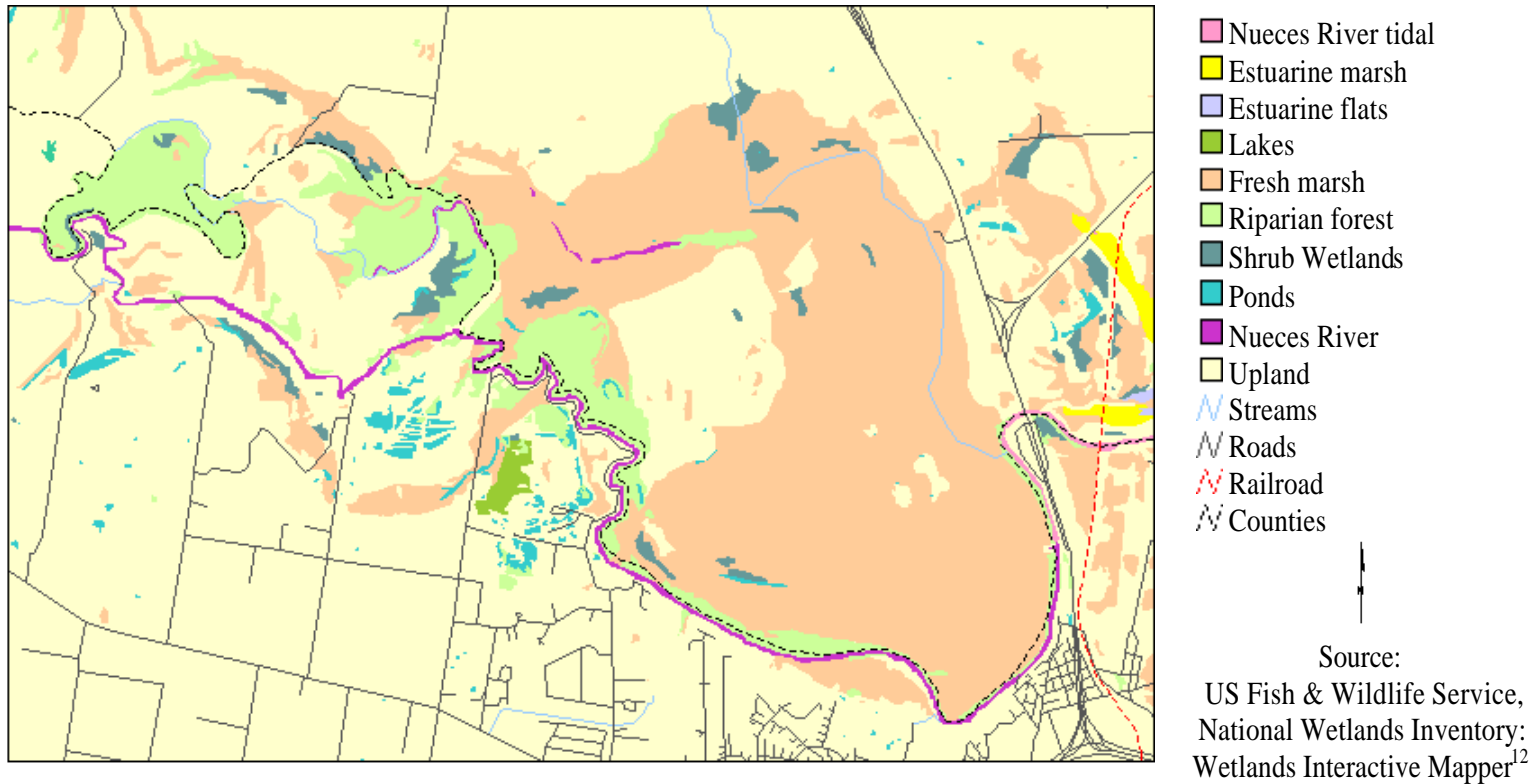 Nueces River tidal
Estuarine marsh
Estuarine flats
Lakes
Fresh marsh
Riparian forest
Shrub Wetlands
Ponds
Nueces River
Upland
Streams
Roads
Railroad
Counties
Source:
US Fish & Wildlife Service,
National Wetlands Inventory:
Wetlands Interactive Mapper¹²